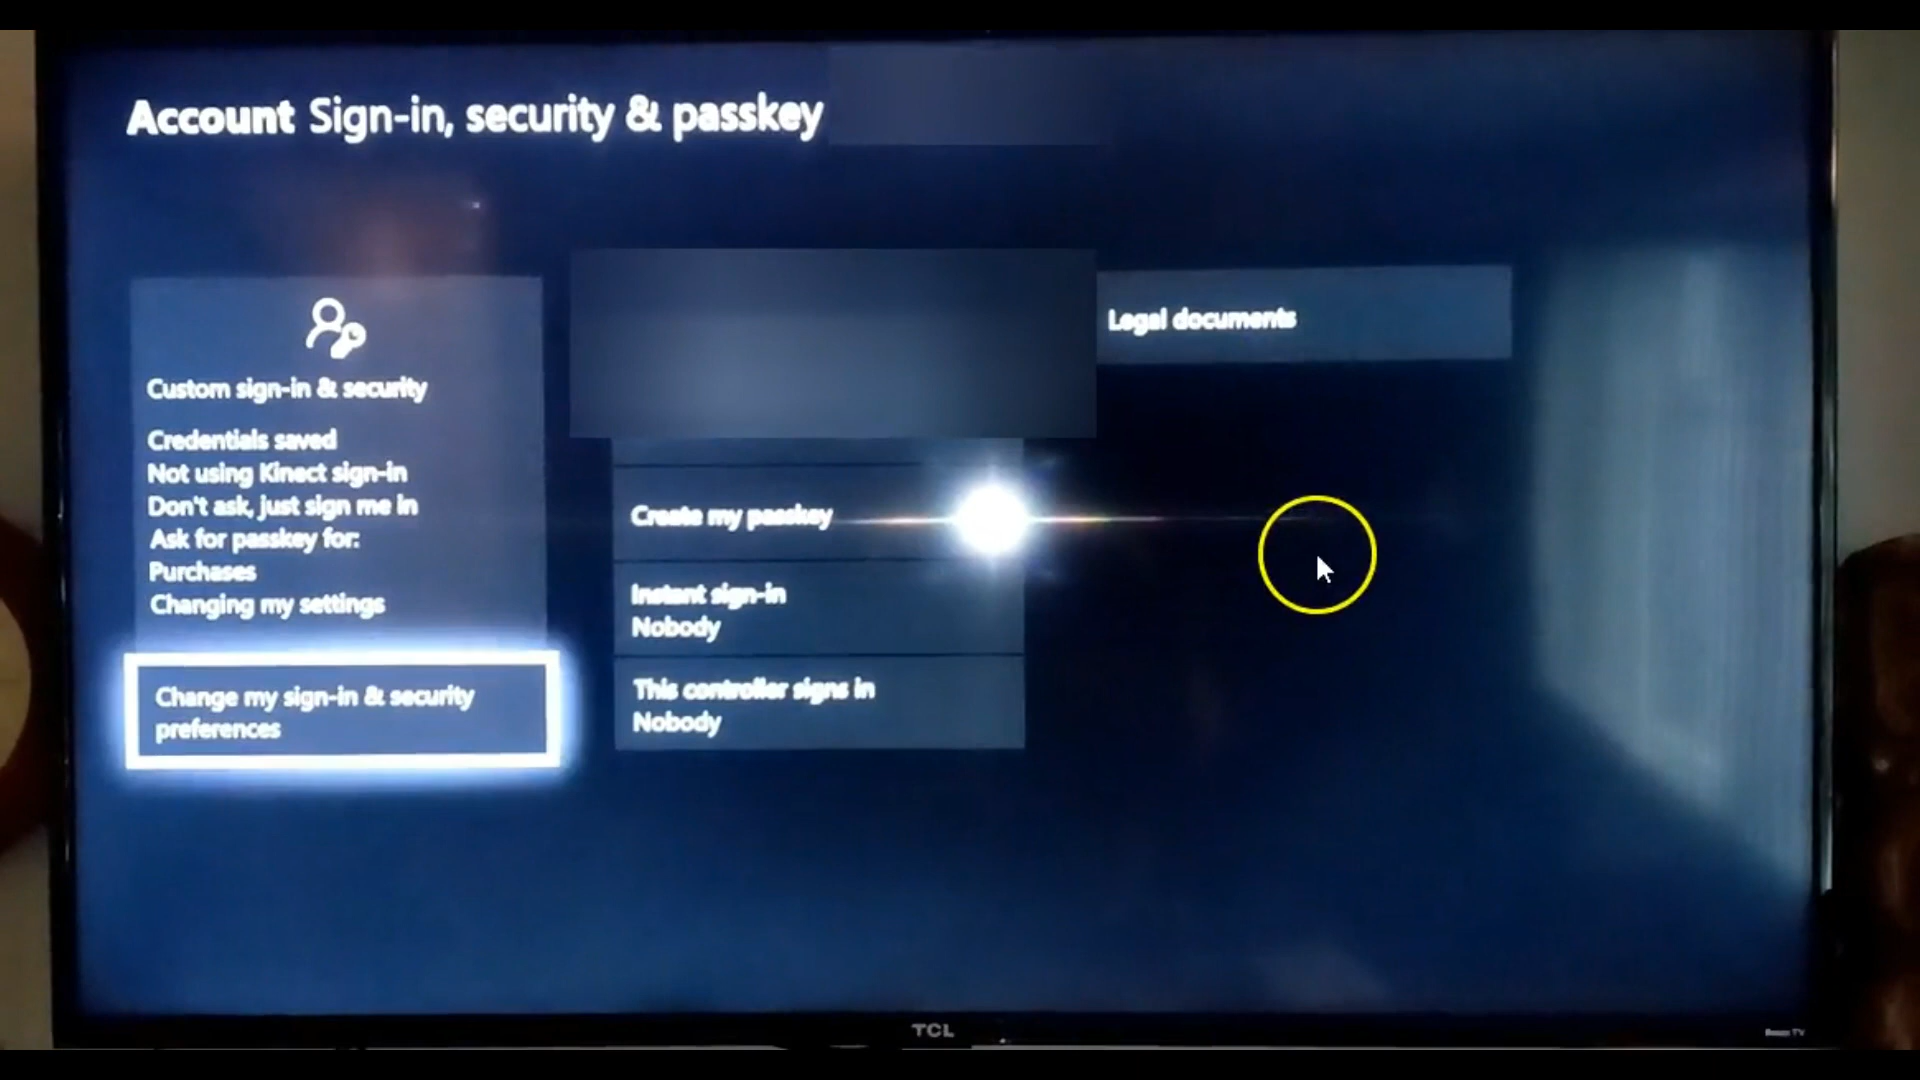 Account Sign-in, security & passkey
Custom sign-in & security
Credentials saved
Not using Kinect sign-in
Don't ask, just sign me in
Ask for passkey for:
Purchases
Changing my settings
Change my sign-in & security
preferences
Create my passkey
Instant sign-in
Nobody
This controller signs in
Nobody
Legal documents
TCL
Roku TV